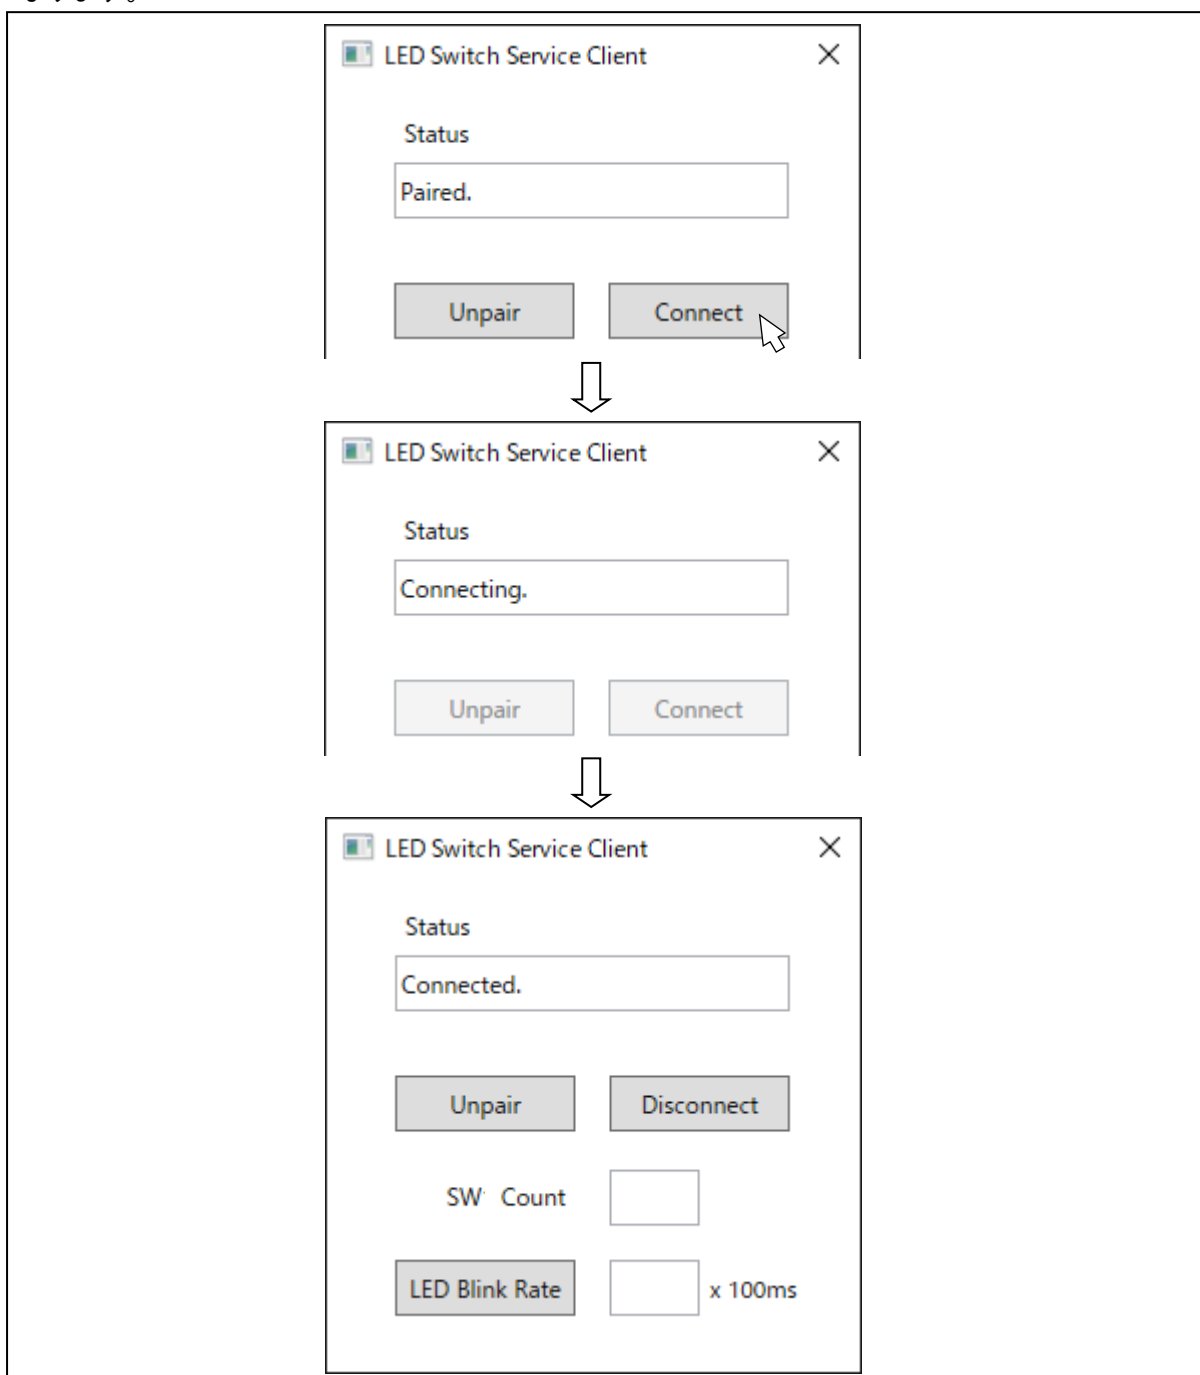 LED Switch Service Client
Status
Paired.
Unpair Connect
LED Switch Service Client
Status
Connecting.
Unpair Connect
LED Switch Service Client
Status
Connected.
Unpair Disconnect
SW Count
LED Blink Rate x 100ms